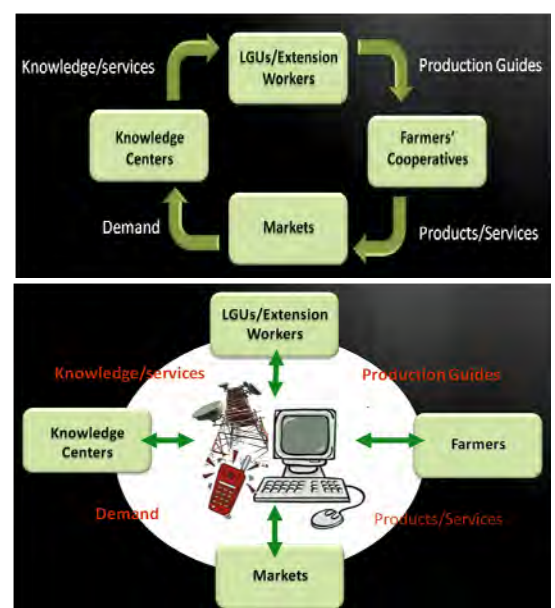 LGUs/Extension
Workers
Knowledge/services
Production Guides
Knowledge
Centers
Farmers'
Cooperatives
Demand
Markets
Products/Services
LGUs/Extension
Workers
Knowledge/services
Production Guides
Knowledge
Centers
Farmers
Demand
Products/Services
Markets